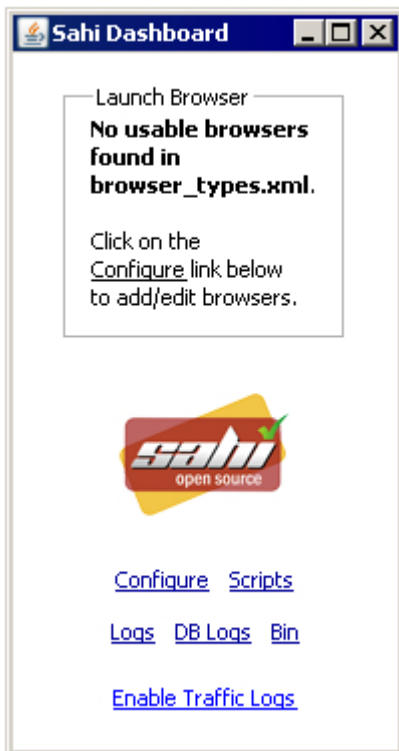 Sahi Dashboard
Launch Browser
No usable browsers
found in
browser_types.xml.
Click on the
Configure link below
to add/edit browsers.
sahi
open source
Configure Scripts
Logs DB Logs Bin
Enable Traffic Logs